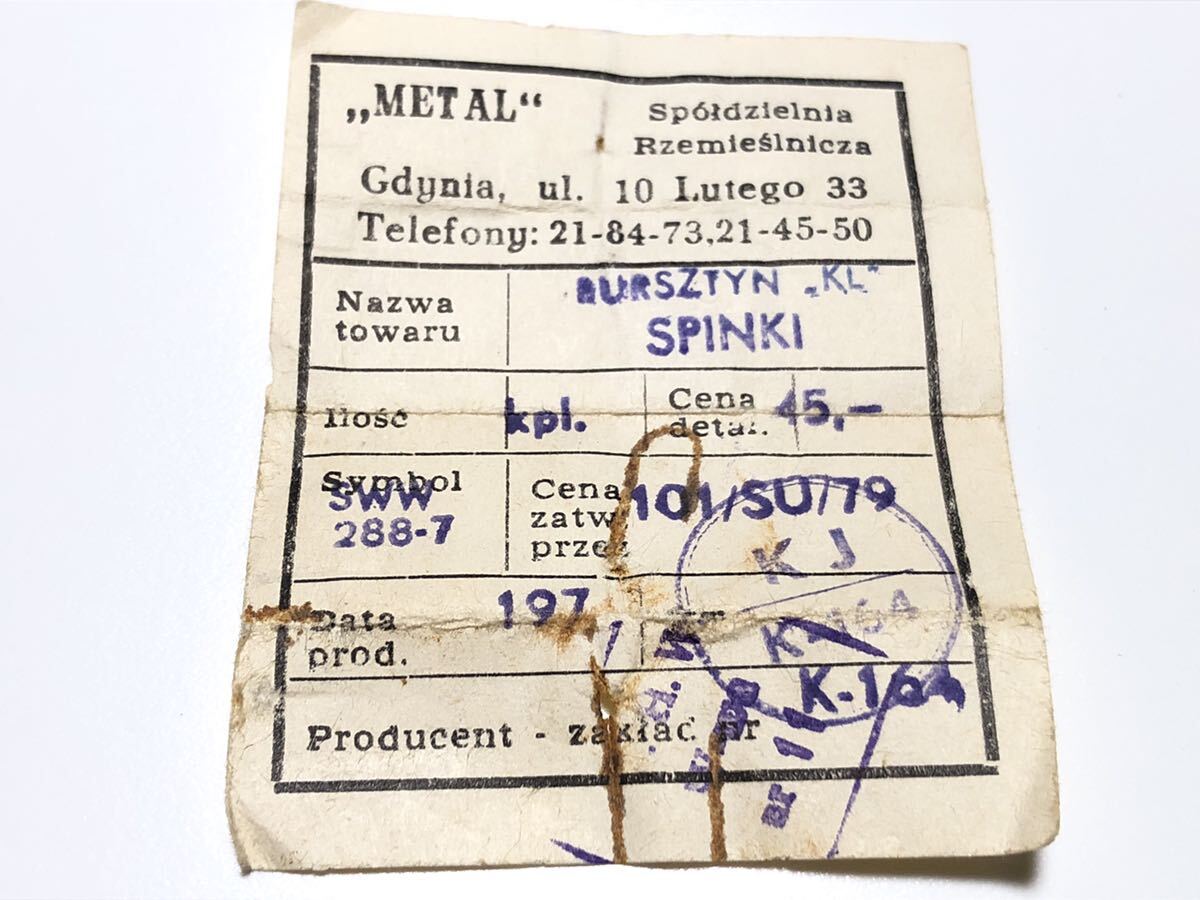 „METAL“ Spółdzielnia
Rzemieślnicza
Gdynia, ul. 10 Lutego 33
Telefony: 21-84-73,21-45-50
Nazwa towaru
BURSZTYN „KL“
SPINKI
Ilość kpl.
Cena detal. 45,—
Symbol
SWW
288-7
Cena zatw. przez
101/SU/79
Data prod.
197
K J
K-164
K-164
Producent - zakład nr